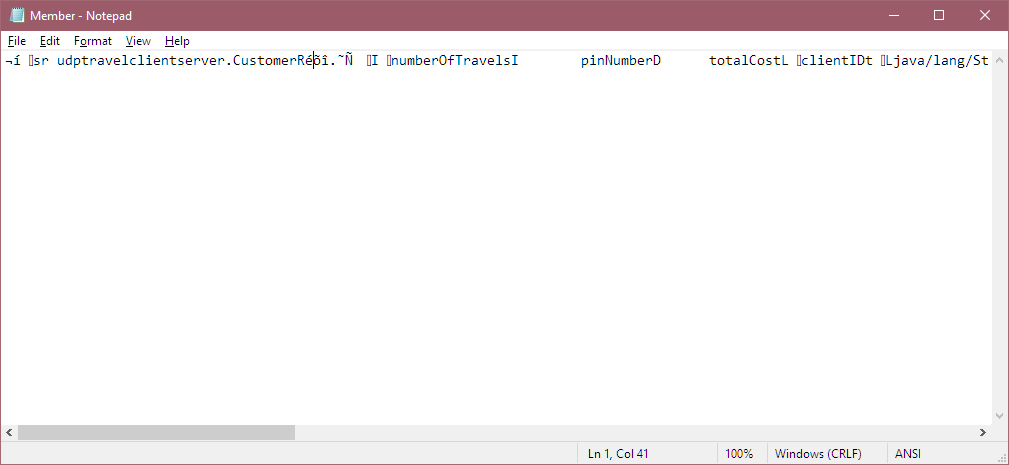 Member - Notepad
File Edit Format View Help
¬í ▯sr udptravelclientserver.CustomerRéõî.˜Ñ ▯I ▯numberOfTravelsI pinNumberD totalCostL ▯clientIDt ▯Ljava/lang/St
Ln 1, Col 41 100% Windows (CRLF) ANSI